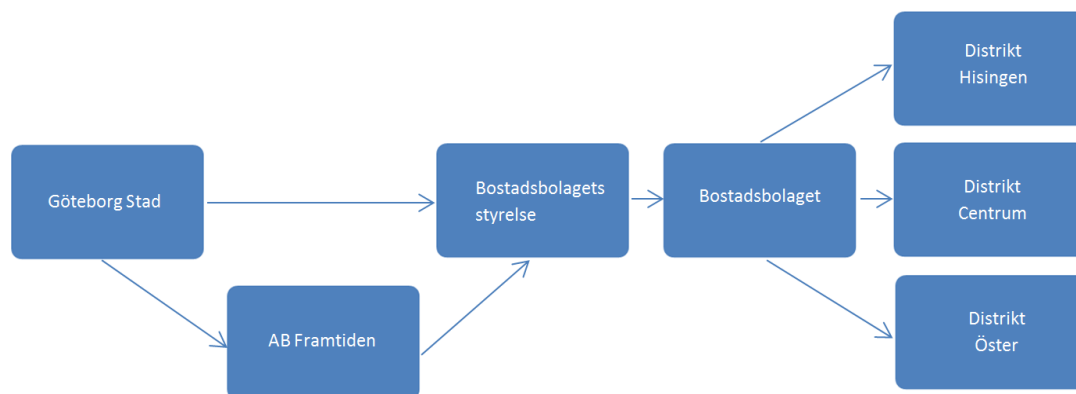 Göteborg Stad
AB Framtiden
Bostadsbolagets
styrelse
Bostadsbolaget
Distrikt
Hisingen
Distrikt
Centrum
Distrikt
Öster